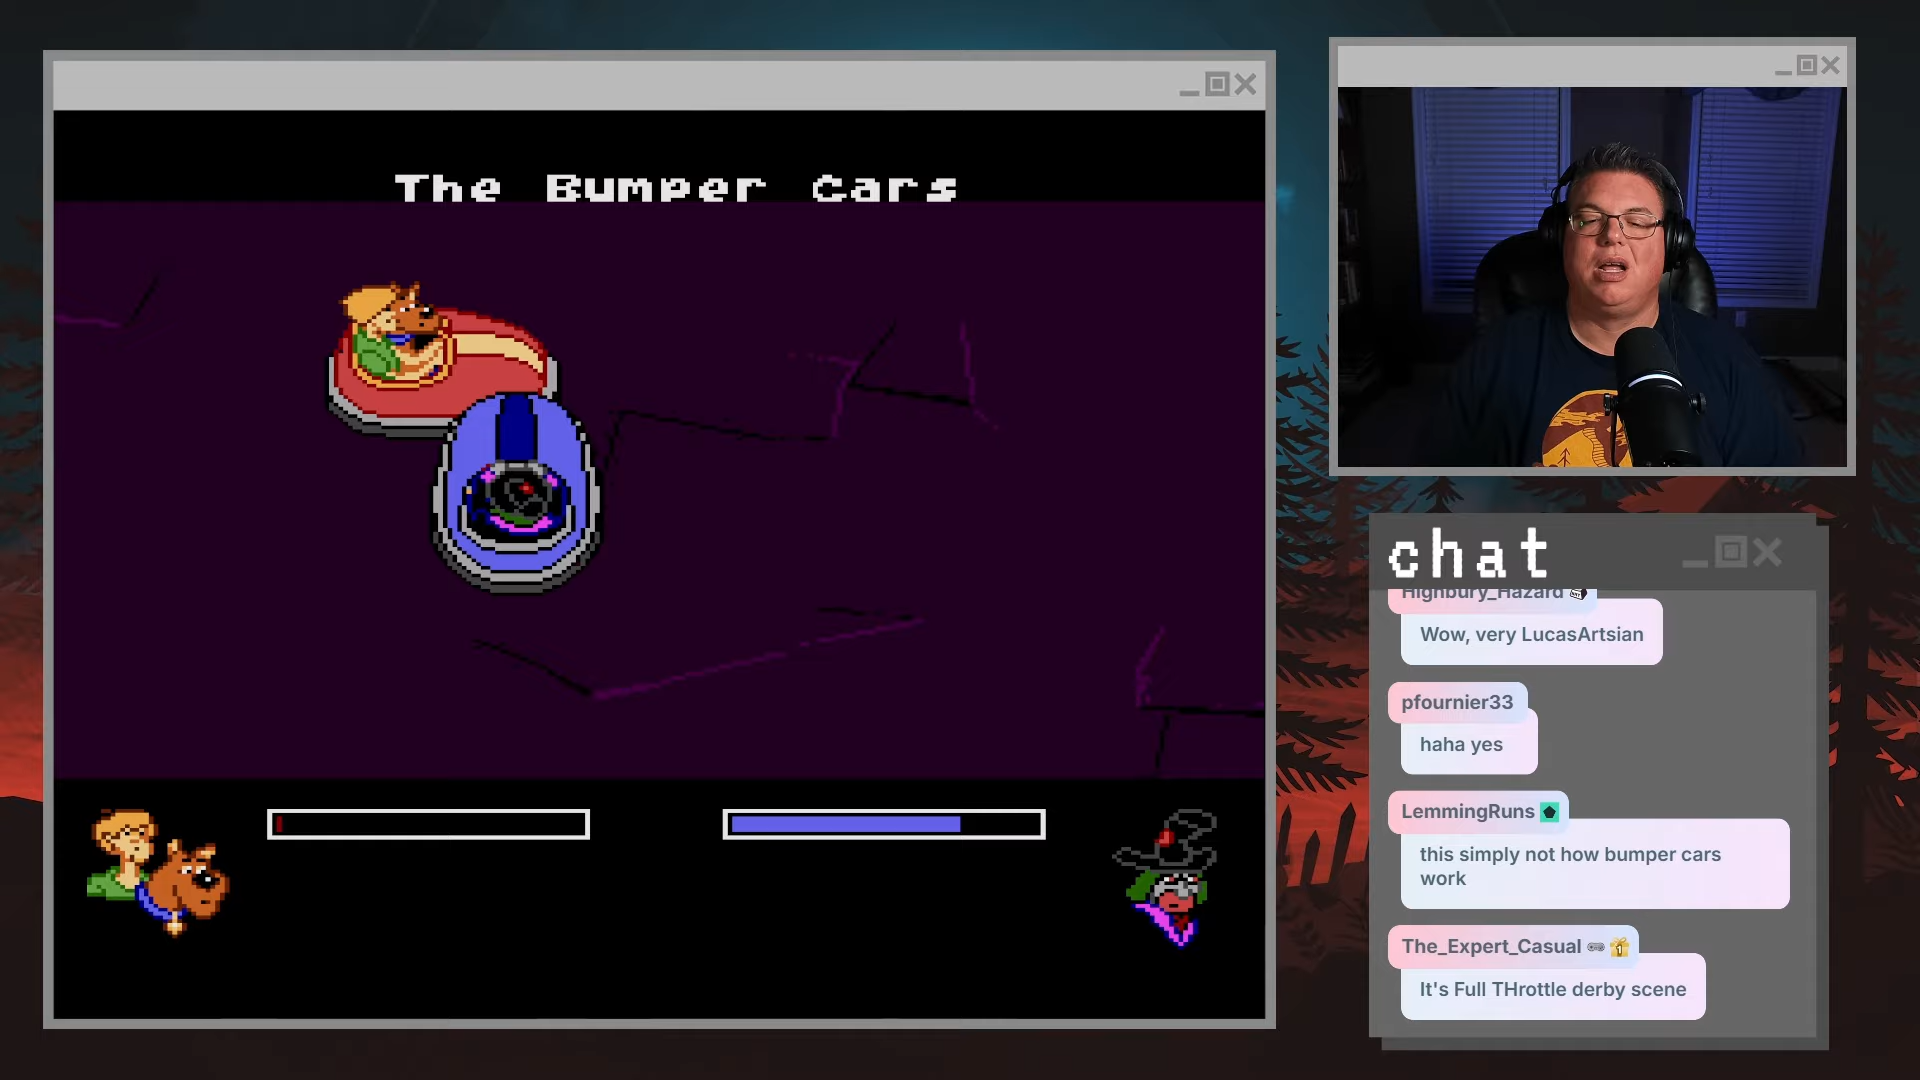 The Bumper Cars
chat
Highbury_Hazard
Wow, very LucasArtsian
pfournier33
haha yes
LemmingRuns
this simply not how bumper cars
work
The_Expert_Casual
It's Full THrottle derby scene